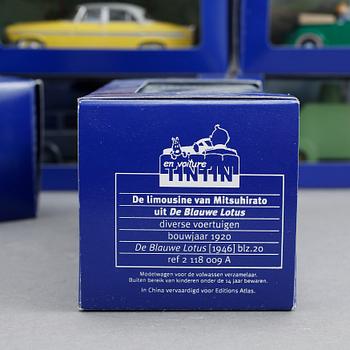 en voiture
TINTIN
De limousine van Mitsuhirato
uit De Blauwe Lotus
diverse voertuigen
bouwjaar 1920
De Blauwe Lotus [1946] blz.20
ref 2 118 009 A
Modelwagen voor de volwassen verzamelaar.
Buiten bereik van kinderen onder de 14 jaar bewaren.
In China vervaardigd voor Editions Atlas.